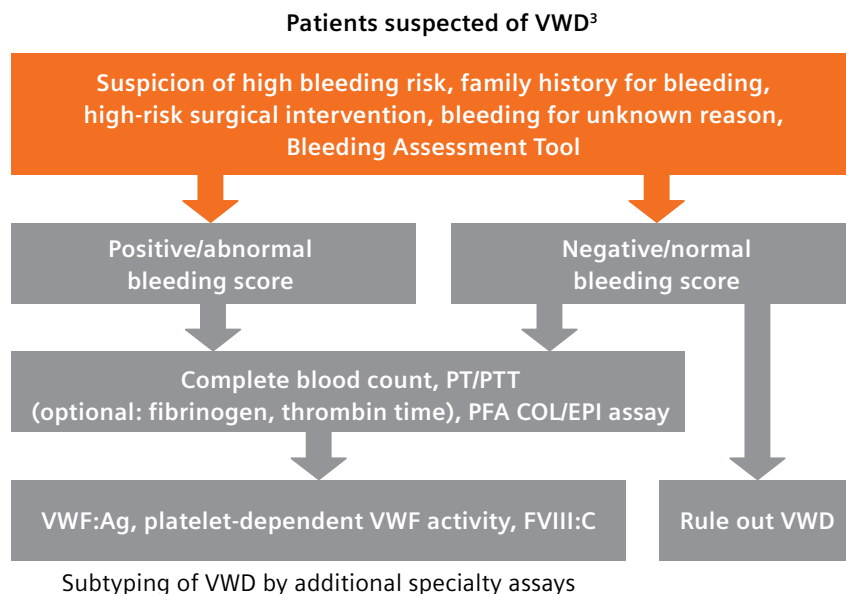 Patients suspected of VWD³
Suspicion of high bleeding risk, family history for bleeding,
high-risk surgical intervention, bleeding for unknown reason,
Bleeding Assessment Tool
Positive/abnormal
bleeding score
Negative/normal
bleeding score
Complete blood count, PT/PTT
(optional: fibrinogen, thrombin time), PFA COL/EPI assay
VWF:Ag, platelet-dependent VWF activity, FVIII:C
Rule out VWD
Subtyping of VWD by additional specialty assays